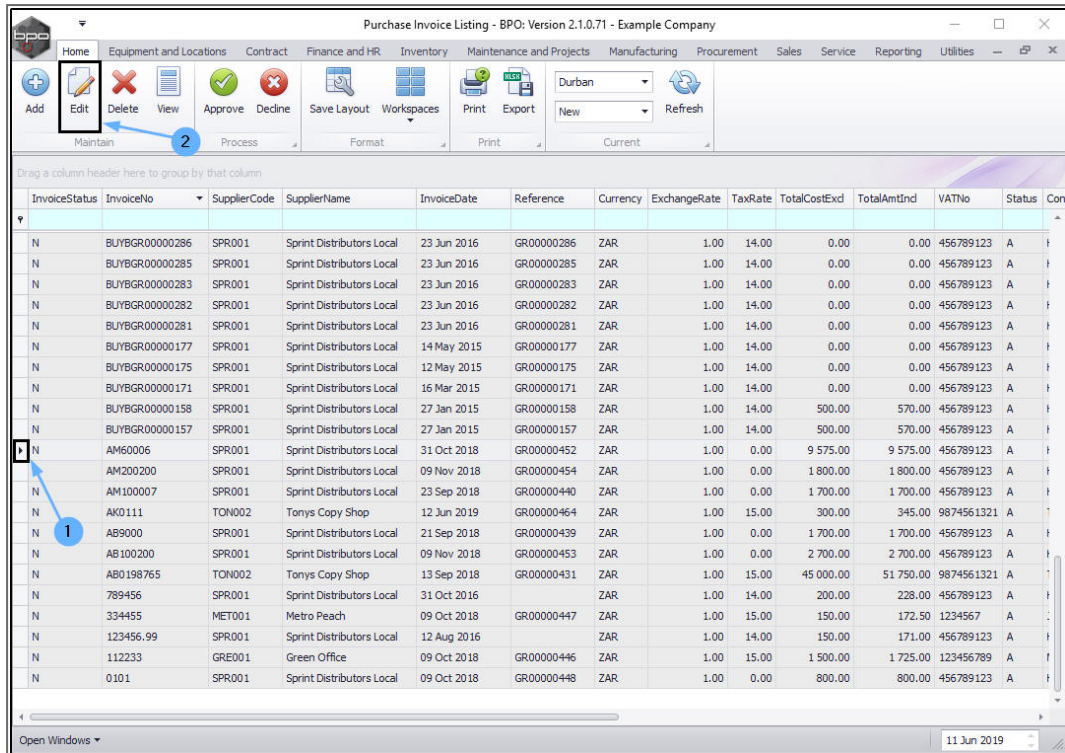 bpo
Purchase Invoice Listing - BPO: Version 2.1.0.71 - Example Company
Home Equipment and Locations Contract Finance and HR Inventory Maintenance and Projects Manufacturing Procurement Sales Service Reporting Utilities
Add Edit Delete View Approve Decline Save Layout Workspaces Print Export Durban New Refresh
Maintain Process Format Print Current
2
Drag a column header here to group by that column
InvoiceStatus InvoiceNo SupplierCode SupplierName InvoiceDate Reference Currency ExchangeRate TaxRate TotalCostExcl TotalAmtIncl VATNo Status Con
N BUYBGR00000286 SPR001 Sprint Distributors Local 23 Jun 2016 GR00000286 ZAR 1.00 14.00 0.00 0.00 456789123 A
N BUYBGR00000285 SPR001 Sprint Distributors Local 23 Jun 2016 GR00000285 ZAR 1.00 14.00 0.00 0.00 456789123 A
N BUYBGR00000283 SPR001 Sprint Distributors Local 23 Jun 2016 GR00000283 ZAR 1.00 14.00 0.00 0.00 456789123 A
N BUYBGR00000282 SPR001 Sprint Distributors Local 23 Jun 2016 GR00000282 ZAR 1.00 14.00 0.00 0.00 456789123 A
N BUYBGR00000281 SPR001 Sprint Distributors Local 23 Jun 2016 GR00000281 ZAR 1.00 14.00 0.00 0.00 456789123 A
N BUYBGR00000177 SPR001 Sprint Distributors Local 14 May 2015 GR00000177 ZAR 1.00 14.00 0.00 0.00 456789123 A
N BUYBGR00000175 SPR001 Sprint Distributors Local 12 May 2015 GR00000175 ZAR 1.00 14.00 0.00 0.00 456789123 A
N BUYBGR00000171 SPR001 Sprint Distributors Local 16 Mar 2015 GR00000171 ZAR 1.00 14.00 0.00 0.00 456789123 A
N BUYBGR00000158 SPR001 Sprint Distributors Local 27 Jan 2015 GR00000158 ZAR 1.00 14.00 500.00 570.00 456789123 A
N BUYBGR00000157 SPR001 Sprint Distributors Local 27 Jan 2015 GR00000157 ZAR 1.00 14.00 500.00 570.00 456789123 A
N AM60006 SPR001 Sprint Distributors Local 31 Oct 2018 GR00000452 ZAR 1.00 0.00 9 575.00 9 575.00 456789123 A
AM200200 SPR001 Sprint Distributors Local 09 Nov 2018 GR00000454 ZAR 1.00 0.00 1 800.00 1 800.00 456789123 A
N AM100007 SPR001 Sprint Distributors Local 23 Sep 2018 GR00000440 ZAR 1.00 0.00 1 700.00 1 700.00 456789123 A
N AK0111 TON002 Tonys Copy Shop 12 Jun 2019 GR00000464 ZAR 1.00 15.00 300.00 345.00 9874561321 A
1
N AB9000 SPR001 Sprint Distributors Local 21 Sep 2018 GR00000439 ZAR 1.00 0.00 1 700.00 1 700.00 456789123 A
N AB100200 SPR001 Sprint Distributors Local 09 Nov 2018 GR00000453 ZAR 1.00 0.00 2 700.00 2 700.00 456789123 A
N AB0198765 TON002 Tonys Copy Shop 13 Sep 2018 GR00000431 ZAR 1.00 15.00 45 000.00 51 750.00 9874561321 A
N 789456 SPR001 Sprint Distributors Local 31 Oct 2016 ZAR 1.00 14.00 200.00 228.00 456789123 A
N 334455 MET001 Metro Peach 09 Oct 2018 GR00000447 ZAR 1.00 15.00 150.00 172.50 1234567 A
N 123456.99 SPR001 Sprint Distributors Local 12 Aug 2016 ZAR 1.00 14.00 150.00 171.00 456789123 A
N 112233 GRE001 Green Office 09 Oct 2018 GR00000446 ZAR 1.00 15.00 1 500.00 1 725.00 123456789 A
N 0101 SPR001 Sprint Distributors Local 09 Oct 2018 GR00000448 ZAR 1.00 0.00 800.00 800.00 456789123 A
Open Windows 11 Jun 2019